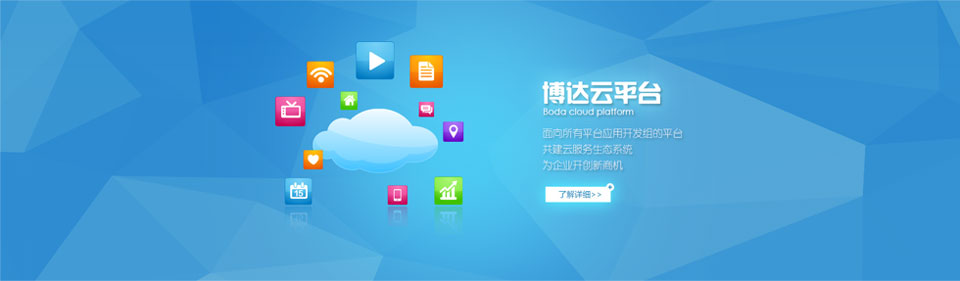 博达云平台
Boda cloud platform
面向所有平台应用开发组的平台
共建云服务生态系统
为企业开创新商机
了解详细>>
15